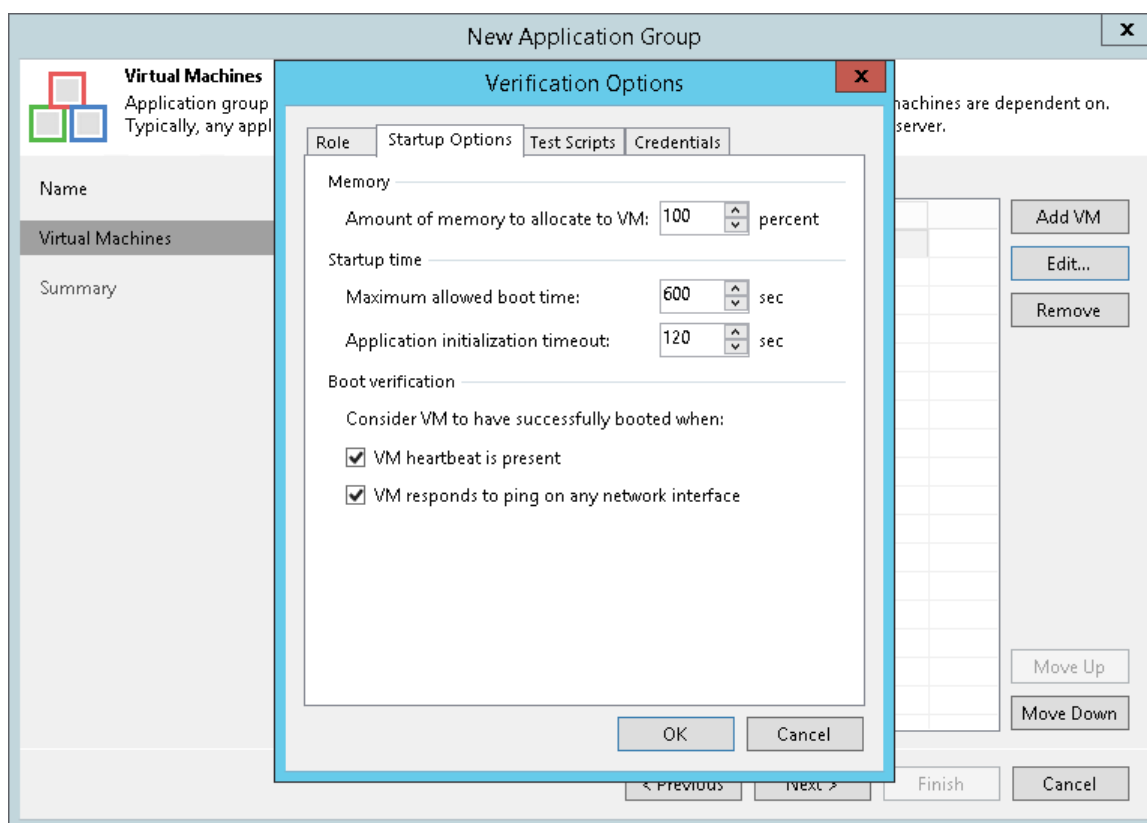 New Application Group
x
Virtual Machines
Application group
machines are dependent on.
Typically, any appl
server.
Name
Virtual Machines
Summary
Verification Options
x
Role
Startup Options
Test Scripts
Credentials
Memory
Amount of memory to allocate to VM: 100 percent
Startup time
Maximum allowed boot time: 600 sec
Application initialization timeout: 120 sec
Boot verification
Consider VM to have successfully booted when:
VM heartbeat is present
VM responds to ping on any network interface
OK
Cancel
Add VM
Edit...
Remove
Move Up
Move Down
< Previous
Next >
Finish
Cancel